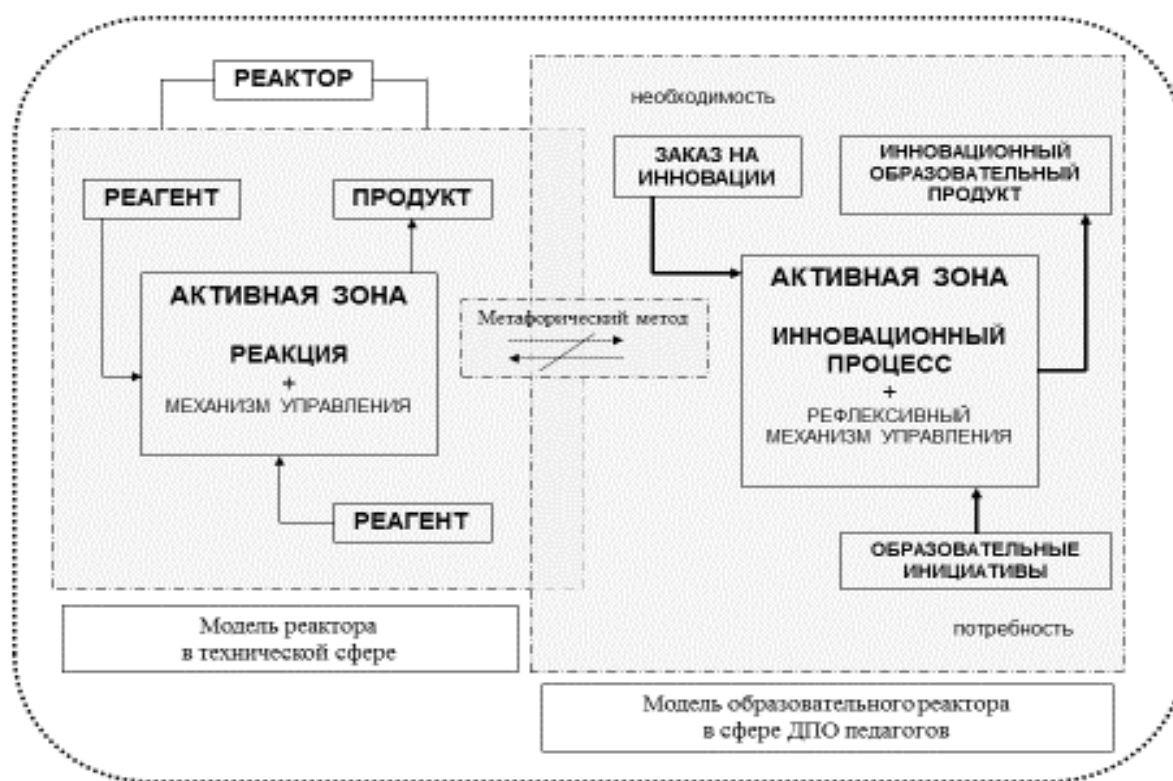 РЕАКТОР
РЕАГЕНТ
ПРОДУКТ
АКТИВНАЯ ЗОНА
РЕАКЦИЯ
+
МЕХАНИЗМ УПРАВЛЕНИЯ
РЕАГЕНТ
Модель реактора
в технической сфере
Метафорический метод
необходимость
ЗАКАЗ НА
ИННОВАЦИИ
ИННОВАЦИОННЫЙ
ОБРАЗОВАТЕЛЬНЫЙ
ПРОДУКТ
АКТИВНАЯ ЗОНА
ИННОВАЦИОННЫЙ
ПРОЦЕСС
+
РЕФЛЕКСИВНЫЙ
МЕХАНИЗМ УПРАВЛЕНИЯ
ОБРАЗОВАТЕЛЬНЫЕ
ИНИЦИАТИВЫ
потребность
Модель образовательного реактора
в сфере ДПО педагогов